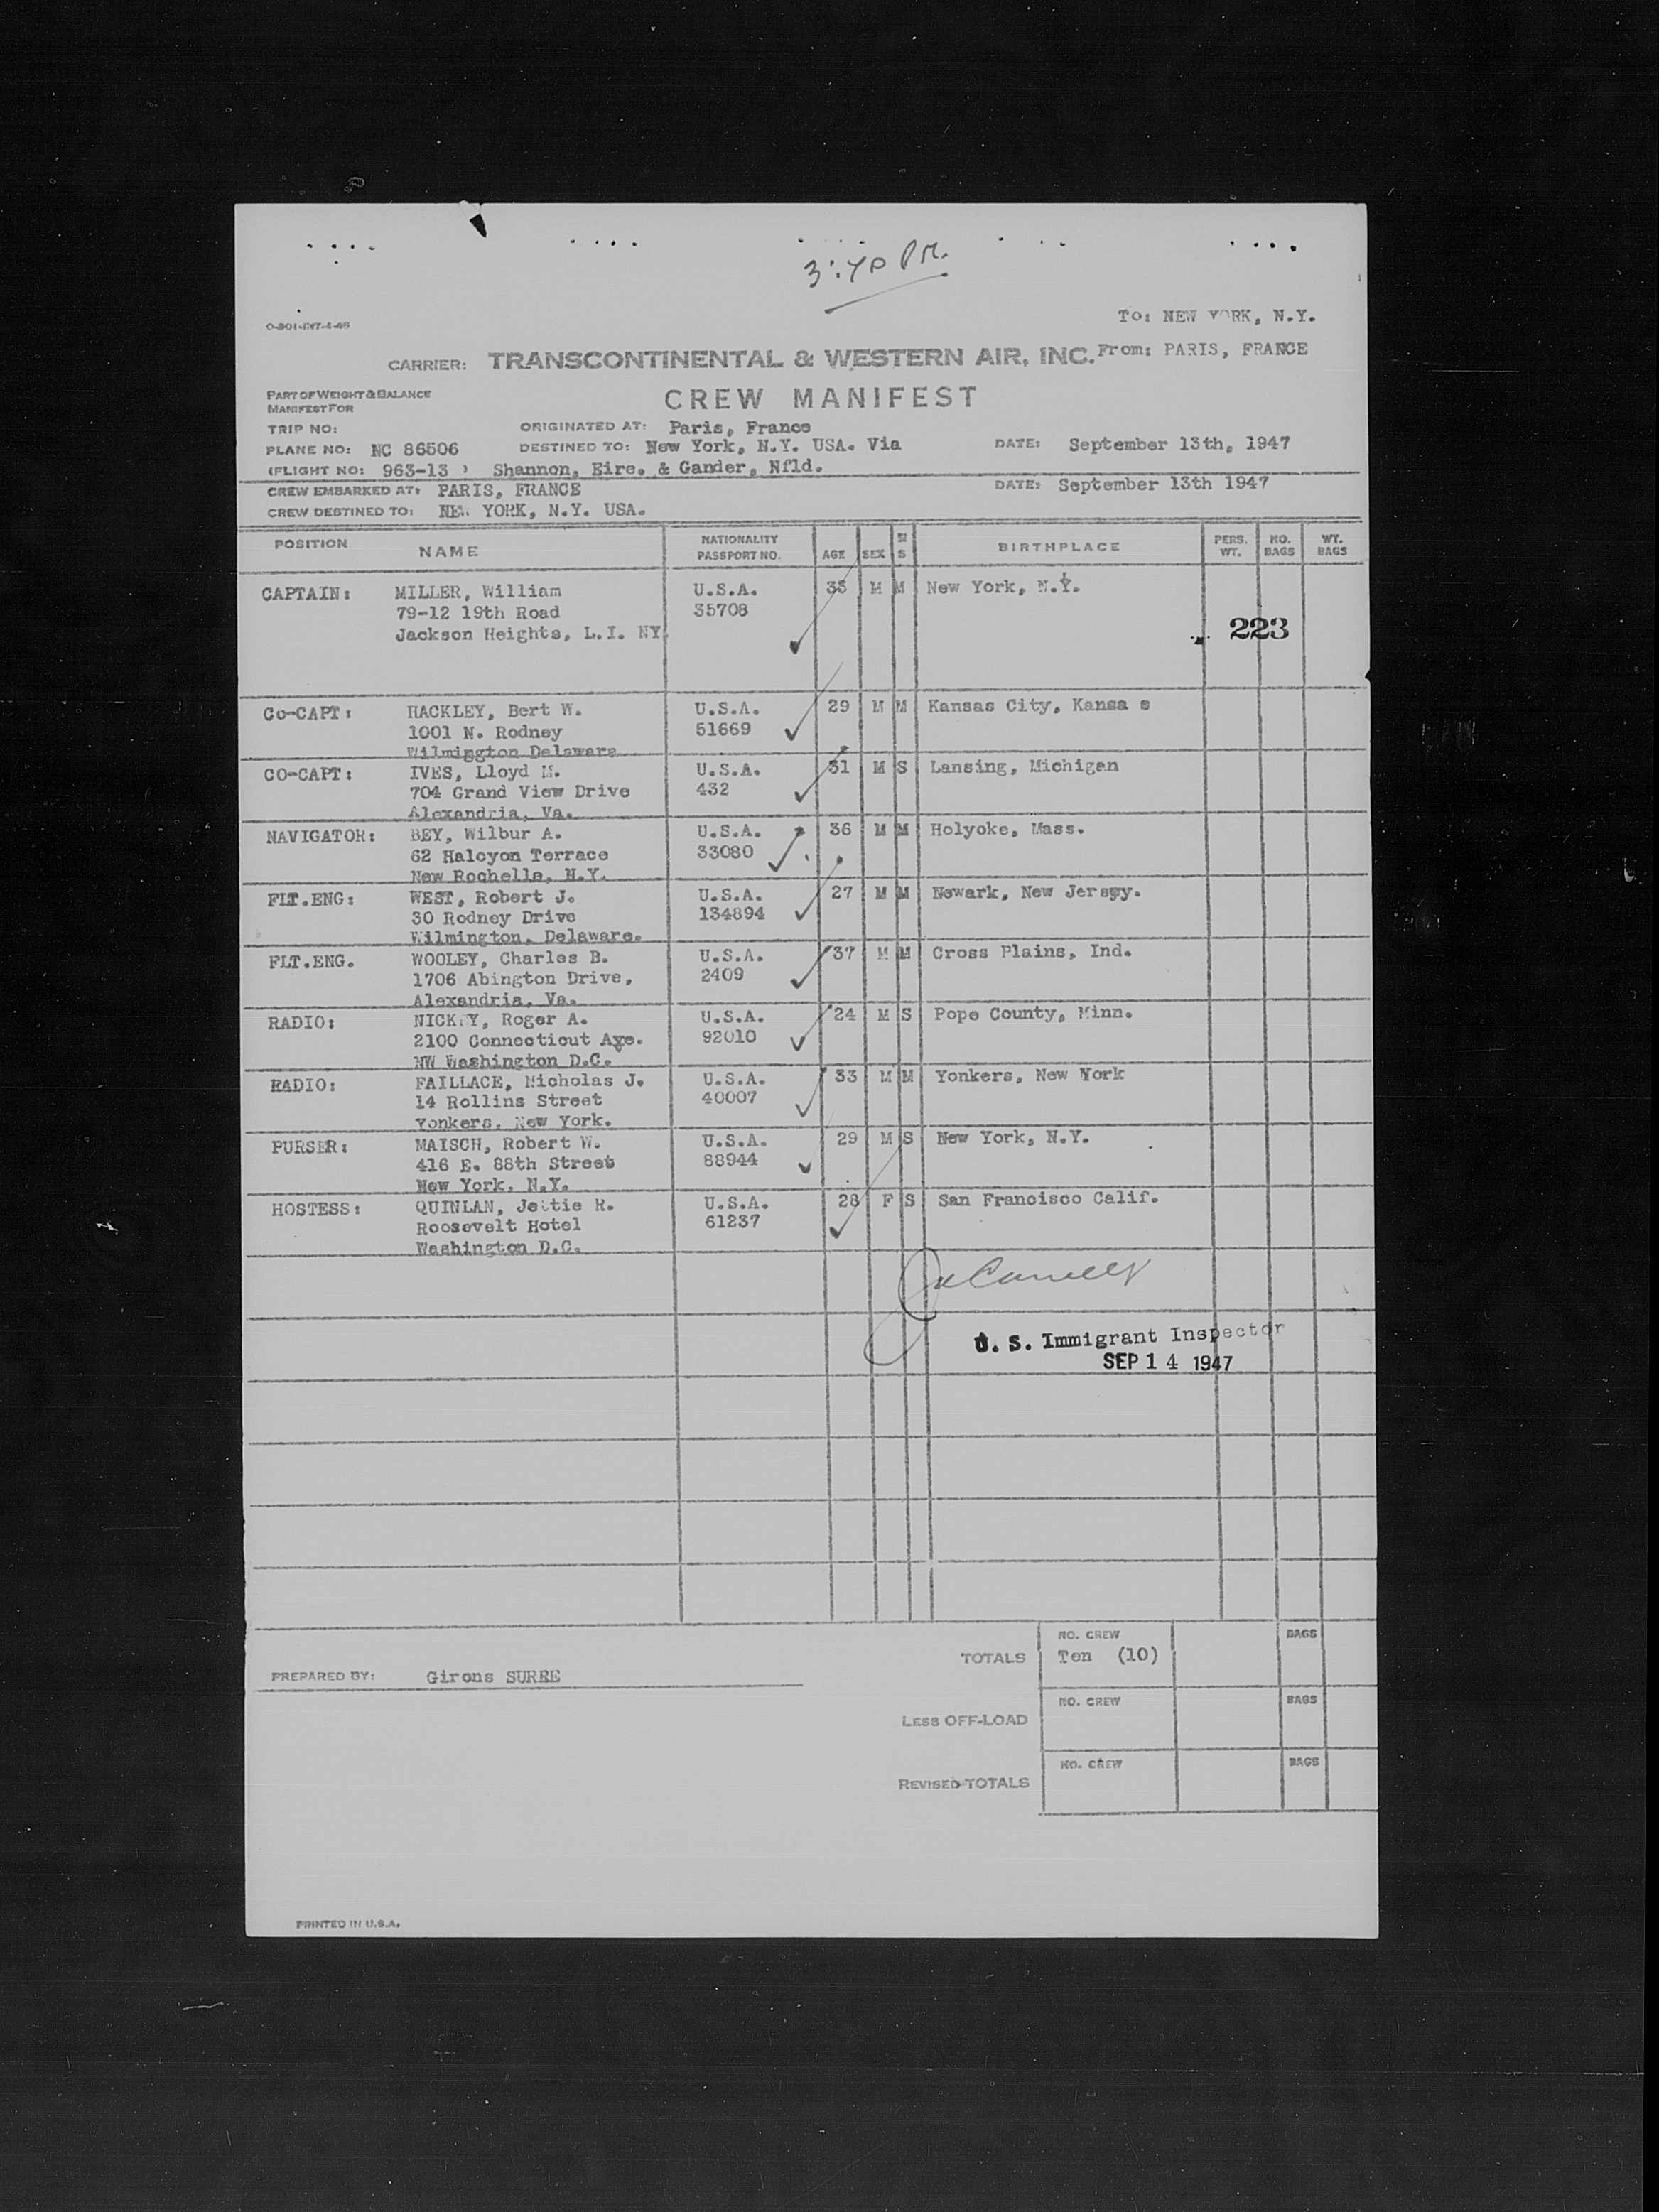 3:40 PM.
To: NEW YORK, N.Y.
CARRIER: TRANSCONTINENTAL & WESTERN AIR, INC. From: PARIS, FRANCE
PART OF WEIGHT & BALANCE
MANIFEST FOR
CREW MANIFEST
TRIP NO: ORIGINATED AT: Paris, France
PLANE NO: NC 86506 DESTINED TO: New York, N.Y. USA. Via DATE: September 13th, 1947
(FLIGHT NO: 963-13 ) Shannon, Eire. & Gander, Nfld.
CREW EMBARKED AT: PARIS, FRANCE DATE: September 13th 1947
CREW DESTINED TO: NEW YORK, N.Y. USA.
POSITION NAME NATIONALITY PASSPORT NO. AGE SEX M S BIRTHPLACE PERS. WT. NO. BAGS WT. BAGS
CAPTAIN: MILLER, William U.S.A. 33 M M New York, N.Y.
79-12 19th Road 35708
Jackson Heights, L.I. NY 223
Co-CAPT: HACKLEY, Bert W. U.S.A. 29 M M Kansas City, Kansa s
1001 N. Rodney 51669
Wilmington Delaware
CO-CAPT: IVES, Lloyd M. U.S.A. 31 M S Lansing, Michigan
704 Grand View Drive 432
Alexandria, Va.
NAVIGATOR: BEY, Wilbur A. U.S.A. 36 M M Holyoke, Mass.
62 Halcyon Terrace 33080
New Rochelle, N.Y.
FLT.ENG: WEST, Robert J. U.S.A. 27 M M Newark, New Jersey.
30 Rodney Drive 134894
Wilmington, Delaware.
FLT.ENG. WOOLEY, Charles B. U.S.A. 37 M M Cross Plains, Ind.
1706 Abington Drive, 2409
Alexandria, Va.
RADIO: NICKEY, Roger A. U.S.A. 24 M S Pope County, Minn.
2100 Connecticut Ave. 92010
NW Washington D.C.
RADIO: FAILLACE, Nicholas J. U.S.A. 33 M M Yonkers, New York
14 Rollins Street 40007
Yonkers, New York.
PURSER: MAISCH, Robert W. U.S.A. 29 M S New York, N.Y.
416 E. 88th Street 88944
New York, N.Y.
HOSTESS: QUINLAN, Jettie R. U.S.A. 28 F S San Francisco Calif.
Roosevelt Hotel 61237
Washington D.C.
U. S. Immigrant Inspector
SEP 14 1947
TOTALS NO. CREW Ten (10) BAGS
PREPARED BY: Girons SURRE
LESS OFF-LOAD NO. CREW BAGS
REVISED TOTALS NO. CREW BAGS
PRINTED IN U.S.A.